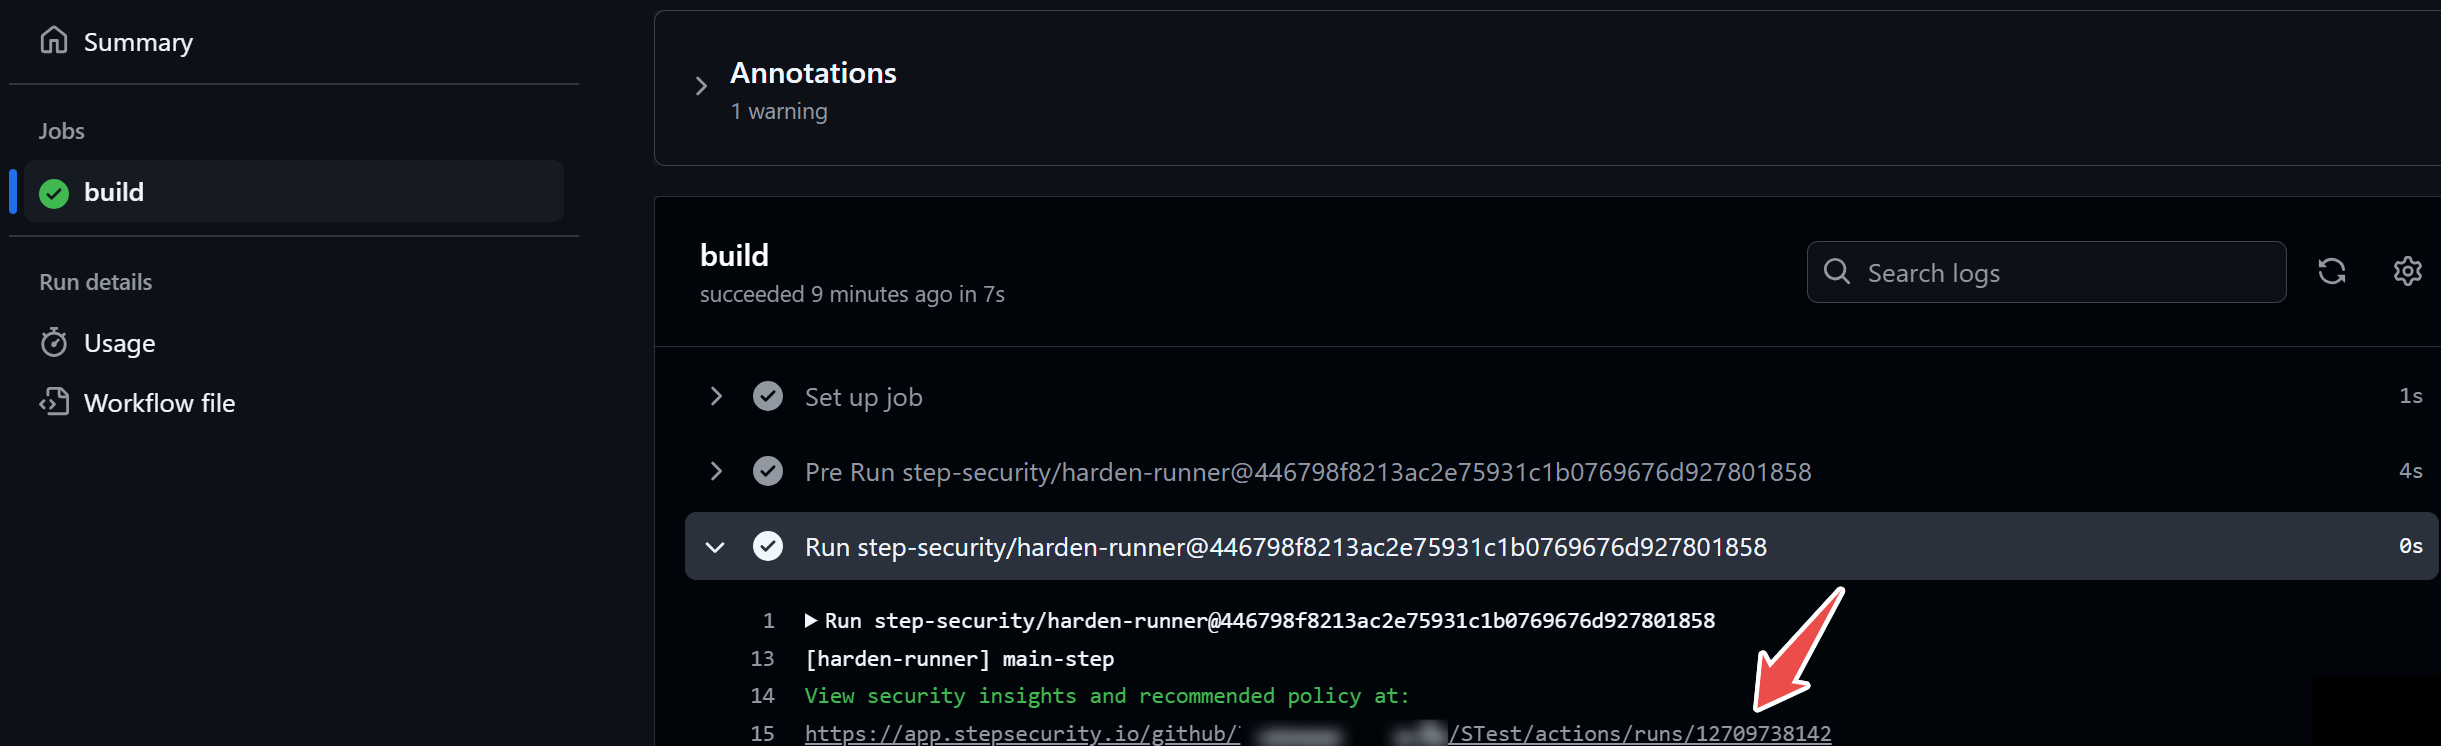 Summary
Jobs
build
Run details
Usage
Workflow file
Annotations
1 warning
build
succeeded 9 minutes ago in 7s
Search logs
Set up job 1s
Pre Run step-security/harden-runner@446798f8213ac2e75931c1b0769676d927801858 4s
Run step-security/harden-runner@446798f8213ac2e75931c1b0769676d927801858 0s
1 Run step-security/harden-runner@446798f8213ac2e75931c1b0769676d927801858
13 [harden-runner] main-step
14 View security insights and recommended policy at:
15 https://app.stepsecurity.io/github/ /STest/actions/runs/12709738142